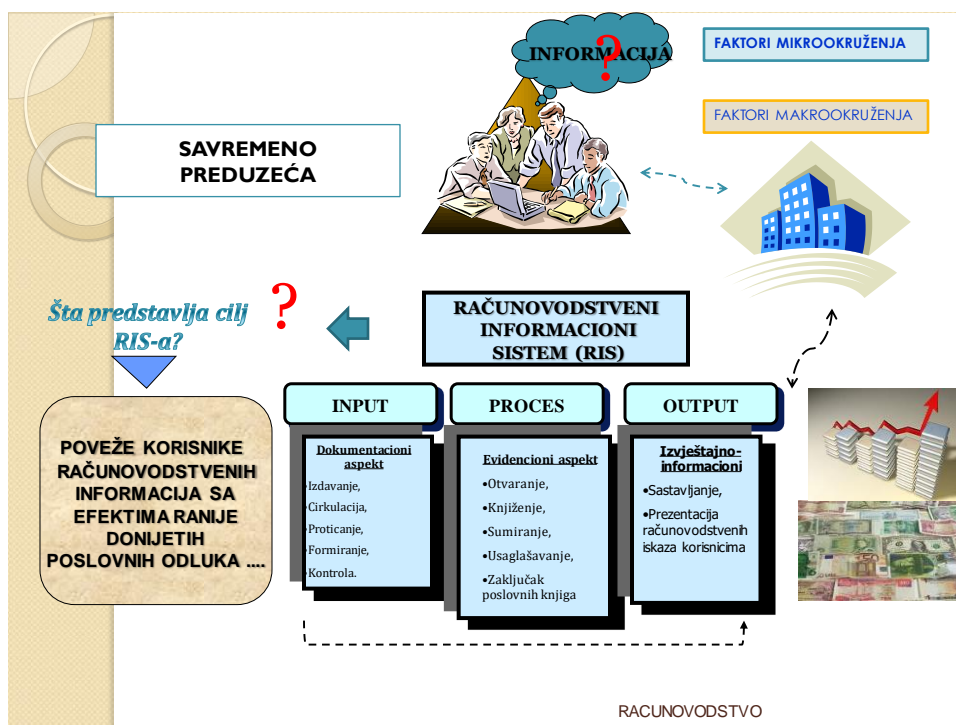 INFORMACIJA
?
FAKTORI MIKROOKRUŽENJA
FAKTORI MAKROOKRUŽENJA
SAVREMENO
PREDUZEĆA
Šta predstavlja cilj
RIS-a?
?
RAČUNOVODSTVENI
INFORMACIONI
SISTEM (RIS)
POVEŽE KORISNIKE
RAČUNOVODSTVENIH
INFORMACIJA SA
EFEKTIMA RANIJE
DONIJETIH
POSLOVNIH ODLUKA ....
INPUT
Dokumentacioni
aspekt
•Izdavanje,
•Cirkulacija,
•Proticanje,
•Formiranje,
•Kontrola.
PROCES
Evidencioni aspekt
•Otvaranje,
•Knjiženje,
•Sumiranje,
•Usaglašavanje,
•Zaključak
poslovnih knjiga
OUTPUT
Izvještajno-
informacioni
•Sastavljanje,
•Prezentacija
računovodstvenih
iskaza korisnicima
RACUNOVODSTVO